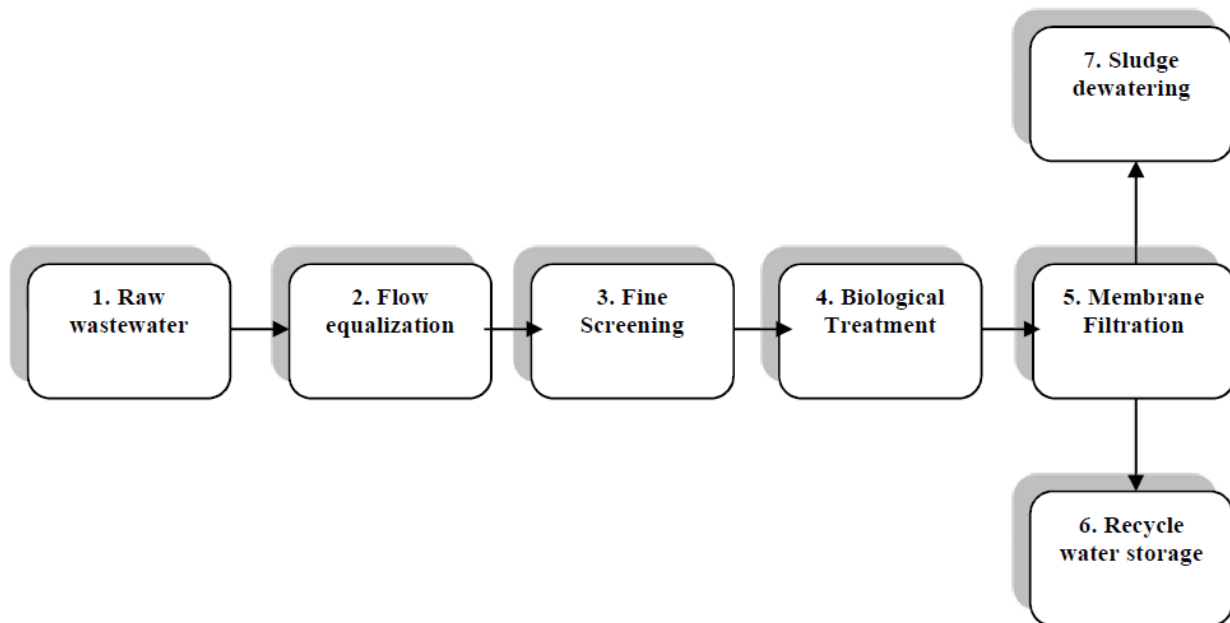 7. Sludge
dewatering
1. Raw
wastewater
2. Flow
equalization
3. Fine
Screening
4. Biological
Treatment
5. Membrane
Filtration
6. Recycle
water storage